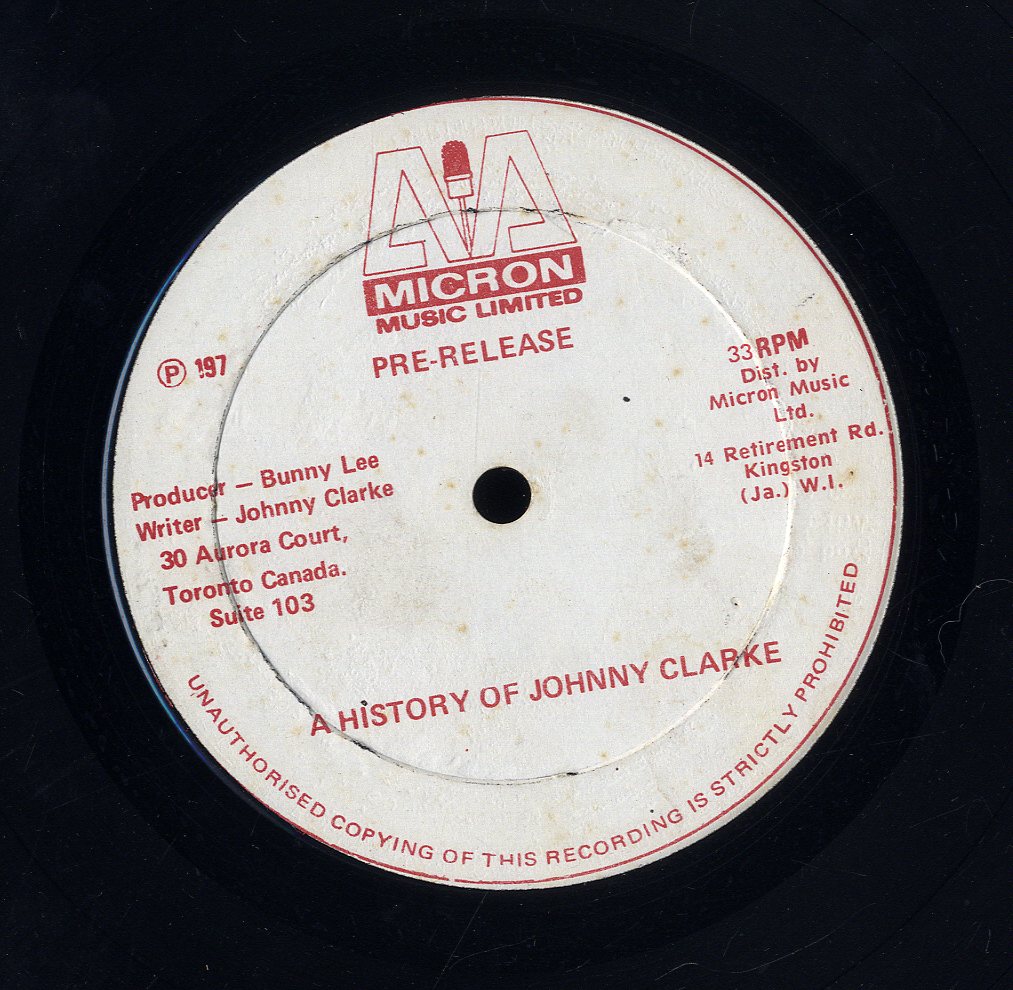 MICRON
MUSIC LIMITED
PRE-RELEASE
Ⓟ 197
33 RPM
Dist. by
Micron Music
Ltd.
14 Retirement Rd.
Kingston
(Ja.) W.I.
Producer – Bunny Lee
Writer – Johnny Clarke
30 Aurora Court,
Toronto Canada.
Suite 103
A HISTORY OF JOHNNY CLARKE
UNAUTHORISED COPYING OF THIS RECORDING IS STRICTLY PROHIBITED